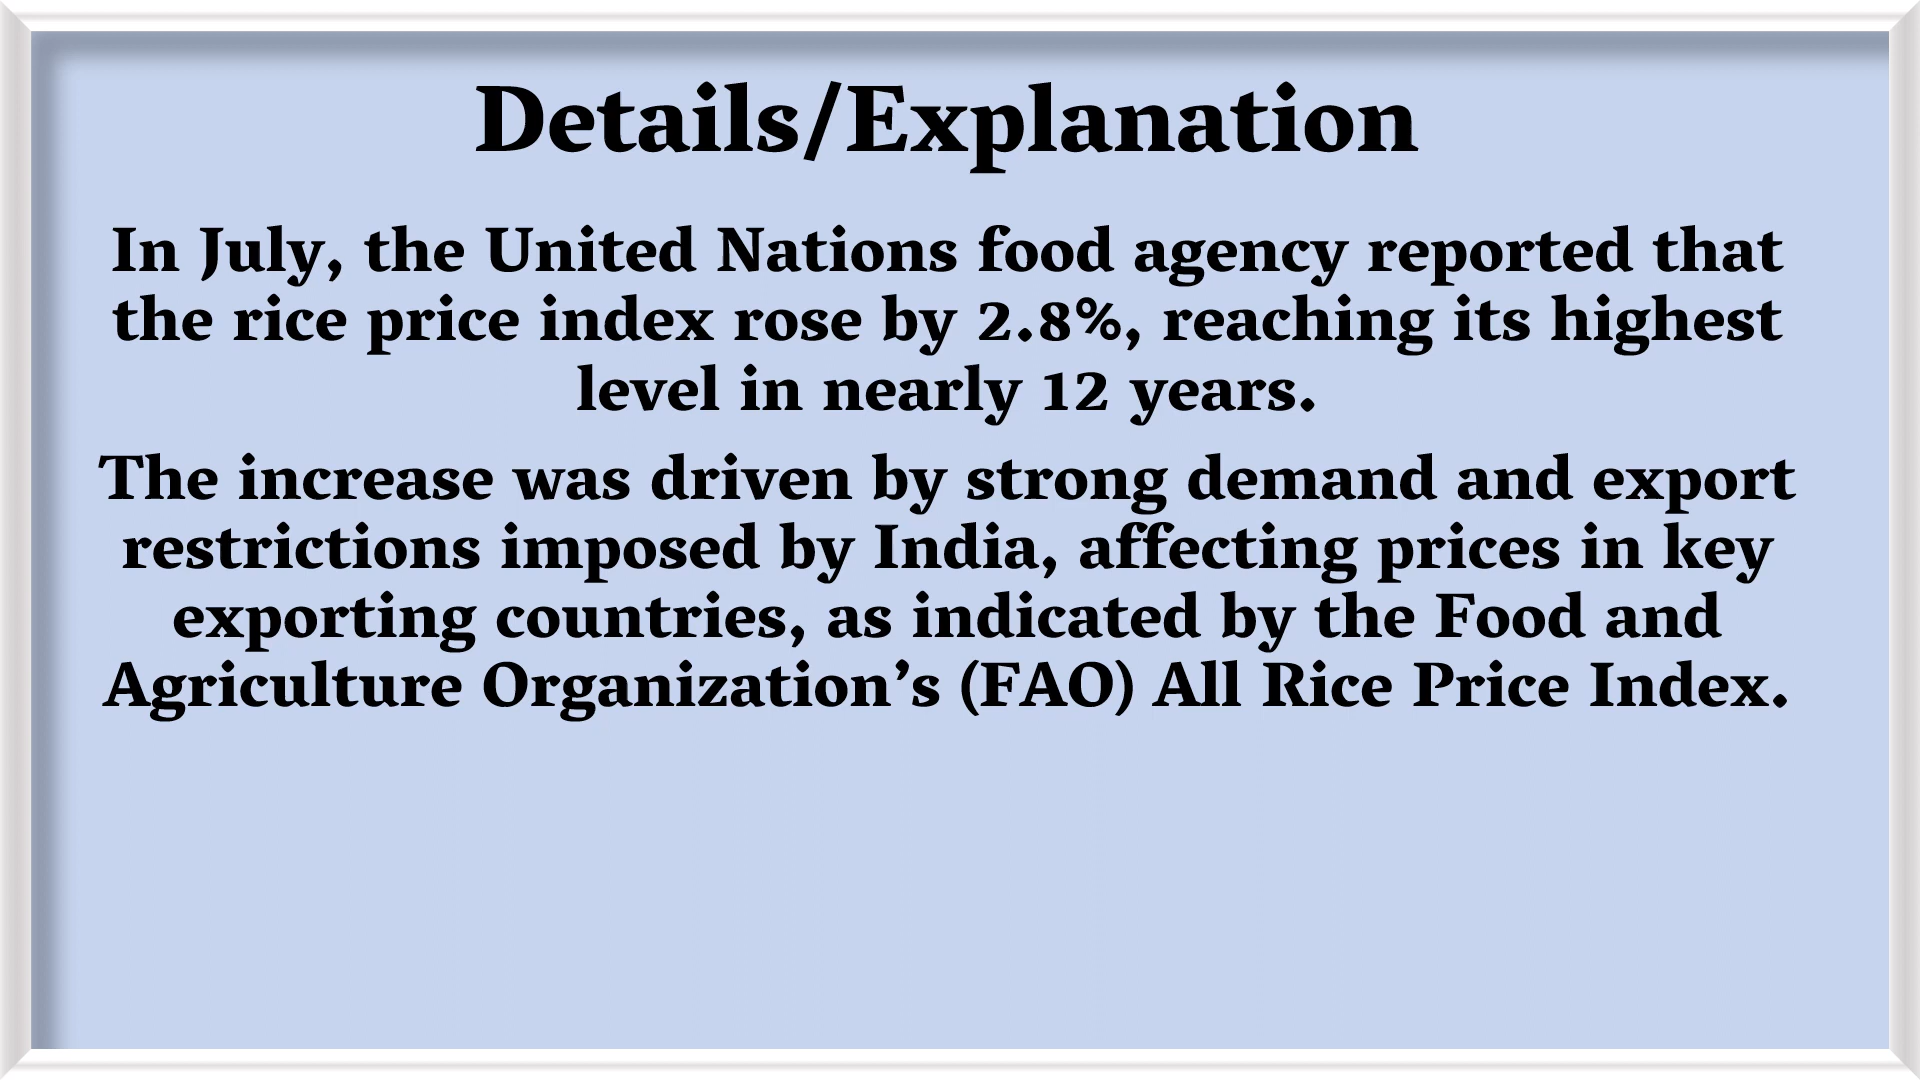 Details/Explanation
In July, the United Nations food agency reported that
the rice price index rose by 2.8%, reaching its highest
level in nearly 12 years.
The increase was driven by strong demand and export
restrictions imposed by India, affecting prices in key
exporting countries, as indicated by the Food and
Agriculture Organization’s (FAO) All Rice Price Index.